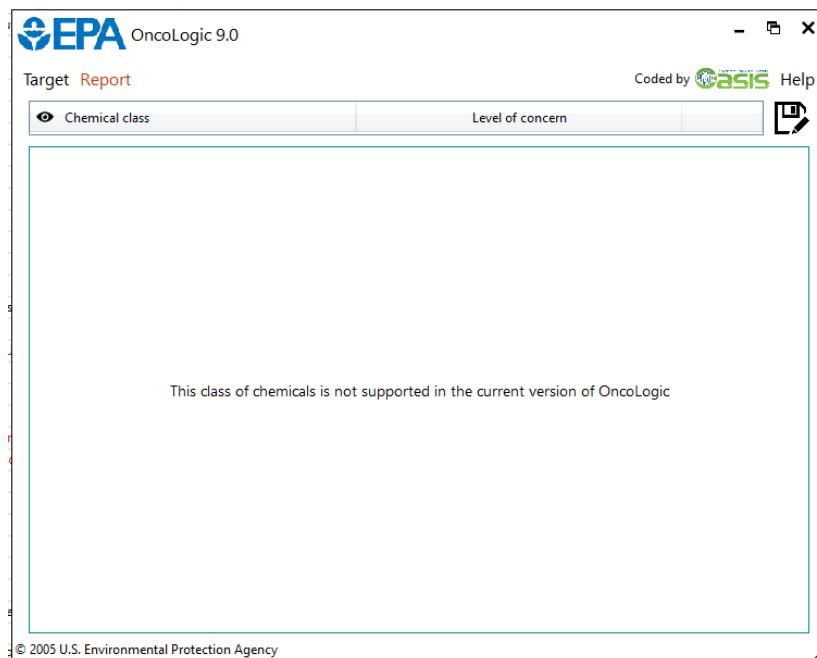 EPA OncoLogic 9.0
Target Report
Coded by Oasis Help
Chemical class Level of concern
This class of chemicals is not supported in the current version of OncoLogic
© 2005 U.S. Environmental Protection Agency